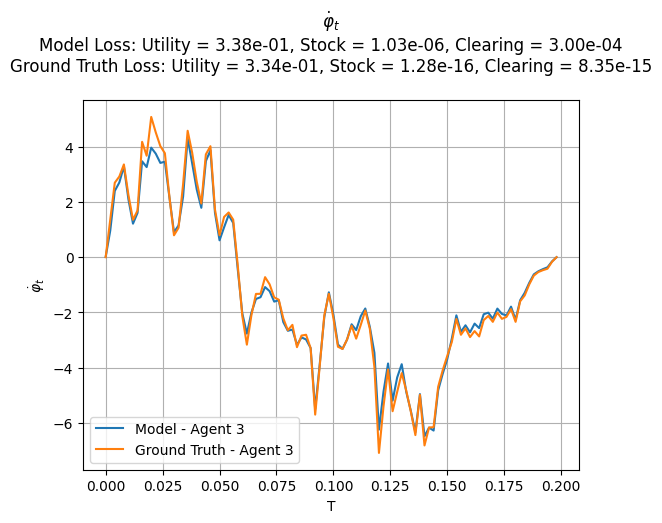 φ̇ₜ
Model Loss: Utility = 3.38e-01, Stock = 1.03e-06, Clearing = 3.00e-04
Ground Truth Loss: Utility = 3.34e-01, Stock = 1.28e-16, Clearing = 8.35e-15
φ̇ₜ
4
2
0
−2
−4
−6
Model - Agent 3
Ground Truth - Agent 3
0.000 0.025 0.050 0.075 0.100 0.125 0.150 0.175 0.200
T